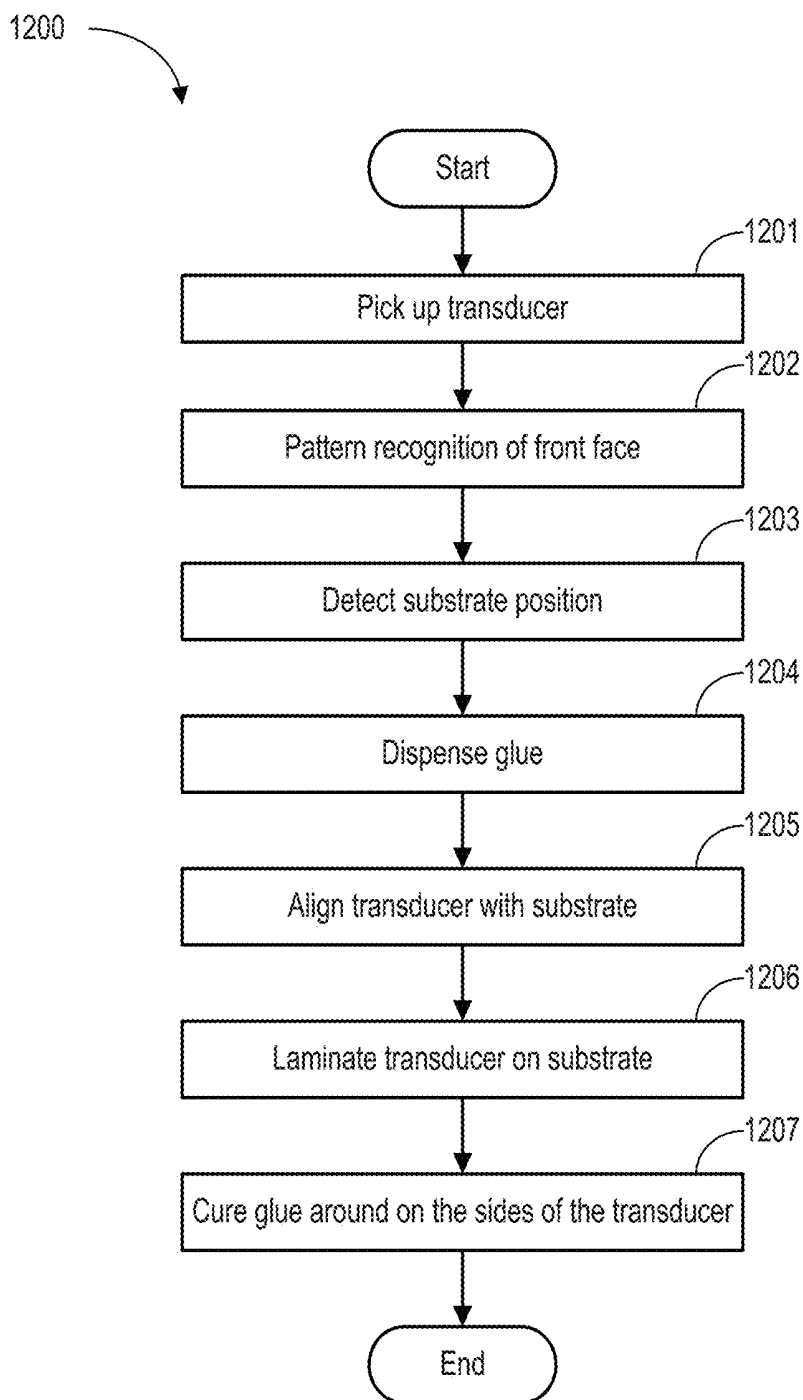 1200
Start
1201
Pick up transducer
1202
Pattern recognition of front face
1203
Detect substrate position
1204
Dispense glue
1205
Align transducer with substrate
1206
Laminate transducer on substrate
1207
Cure glue around on the sides of the transducer
End